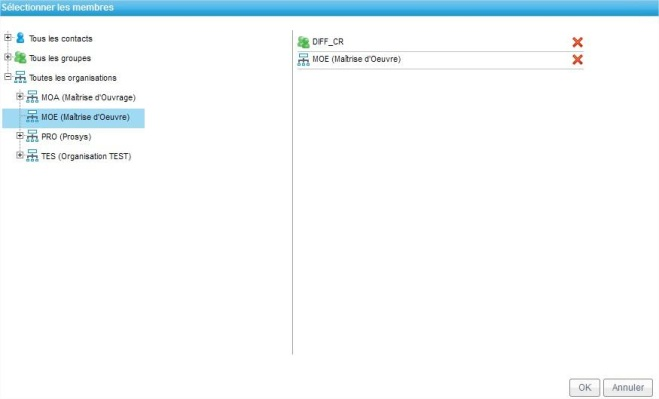 Sélectionner les membres
Tous les contacts
Tous les groupes
Toutes les organisations
MOA (Maîtrise d'Ouvrage)
MOE (Maîtrise d'Oeuvre)
PRO (Prosys)
TES (Organisation TEST)
DIFF_CR
MOE (Maîtrise d'Oeuvre)
OK Annuler